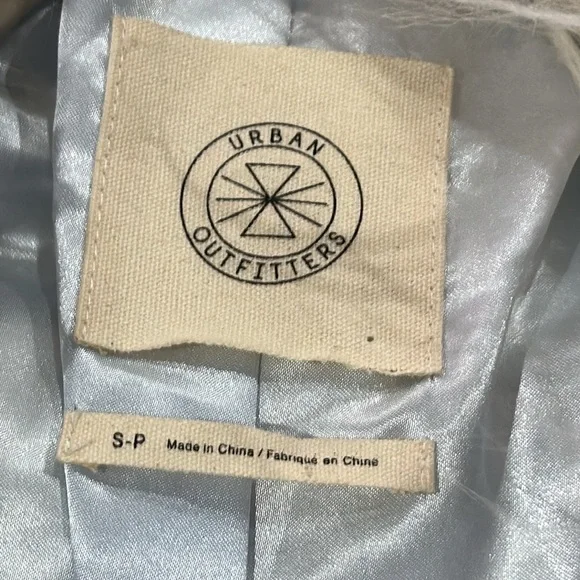 URBAN
OUTFITTERS
S-P Made in China / Fabriqué en Chine